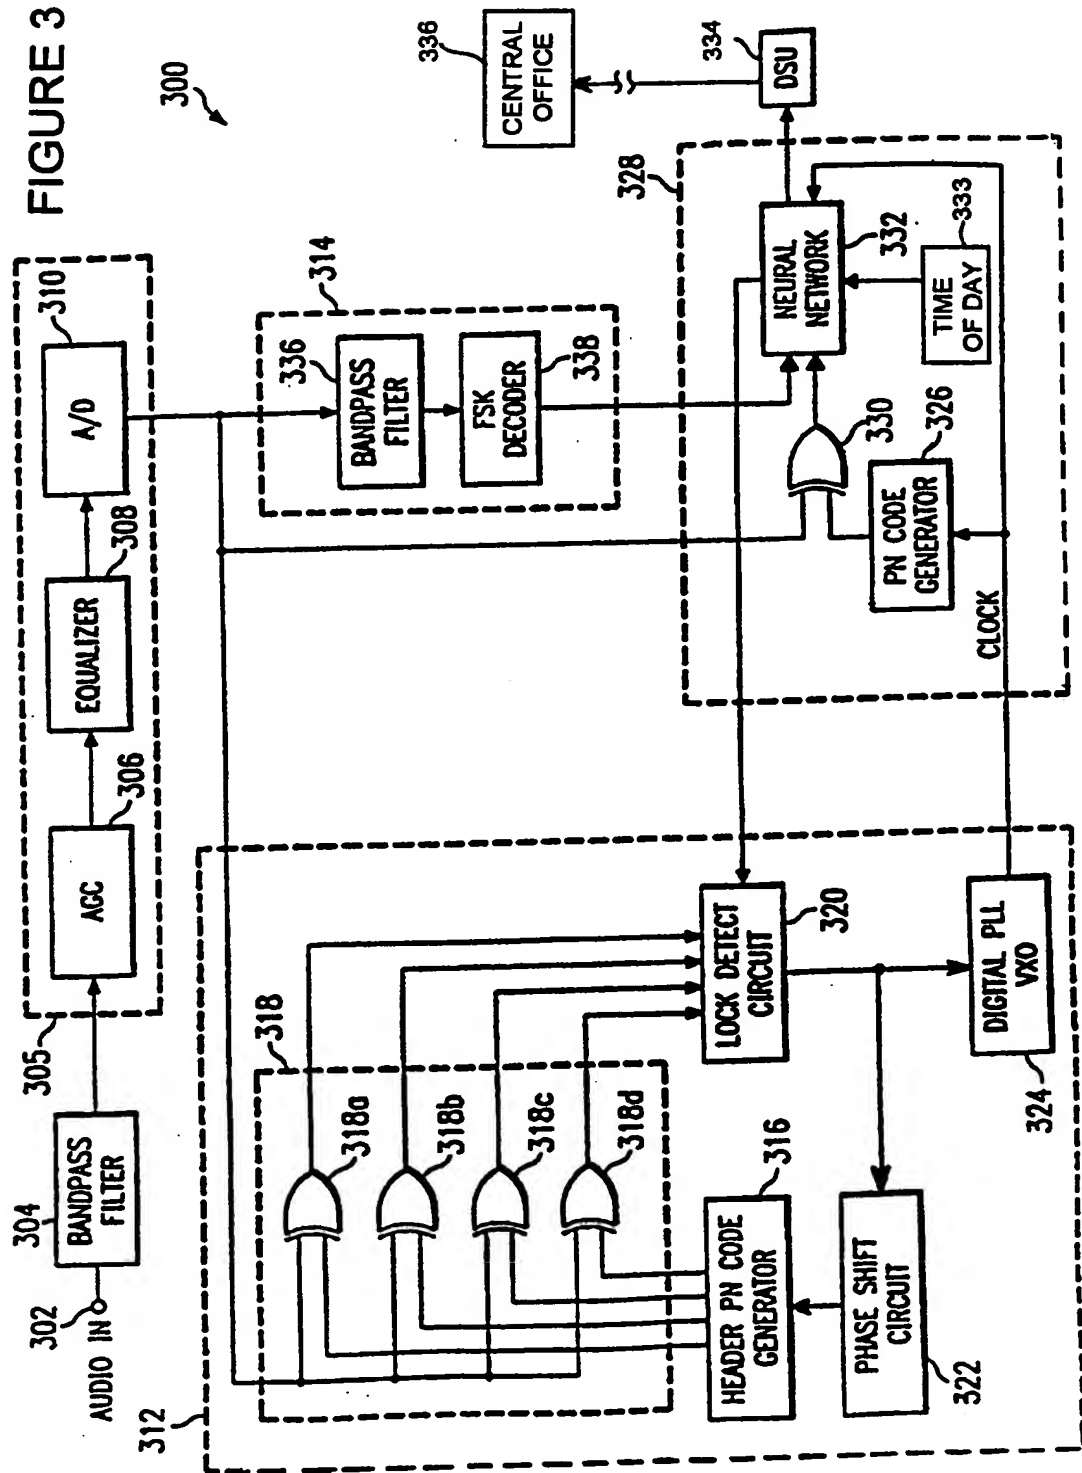 FIGURE 3
300
302
AUDIO IN
304
BANDPASS
FILTER
305
AGC
306
EQUALIZER
308
A/D
310
312
318
318a
318b
318c
318d
HEADER PN CODE
GENERATOR
316
PHASE SHIFT
CIRCUIT
322
LOCK DETECT
CIRCUIT
320
DIGITAL PLL
VXO
324
314
336
BANDPASS
FILTER
FSK
DECODER
338
328
NEURAL
NETWORK
332
TIME
OF DAY
333
330
PN CODE
GENERATOR
326
CLOCK
DSU
334
CENTRAL
OFFICE
336